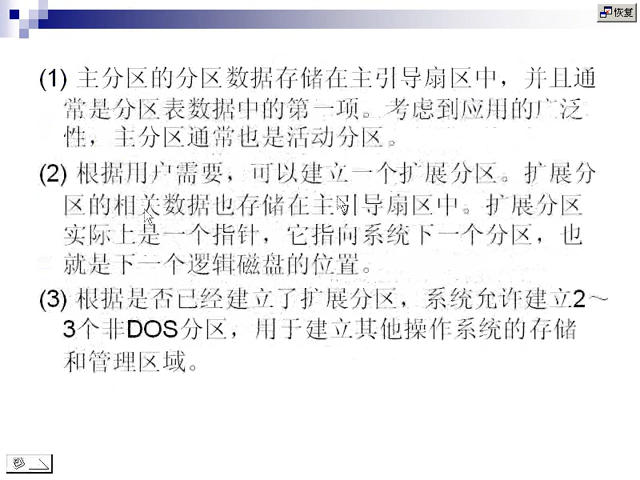 恢复
(1) 主分区的分区数据存储在主引导扇区中，并且通
常是分区表数据中的第一项。考虑到应用的广泛
性，主分区通常也是活动分区。
(2) 根据用户需要，可以建立一个扩展分区。扩展分
区的相关数据也存储在主引导扇区中。扩展分区
实际上是一个指针，它指向系统下一个分区，也
就是下一个逻辑磁盘的位置。
(3) 根据是否已经建立了扩展分区，系统允许建立2～
3个非DOS分区，用于建立其他操作系统的存储
和管理区域。